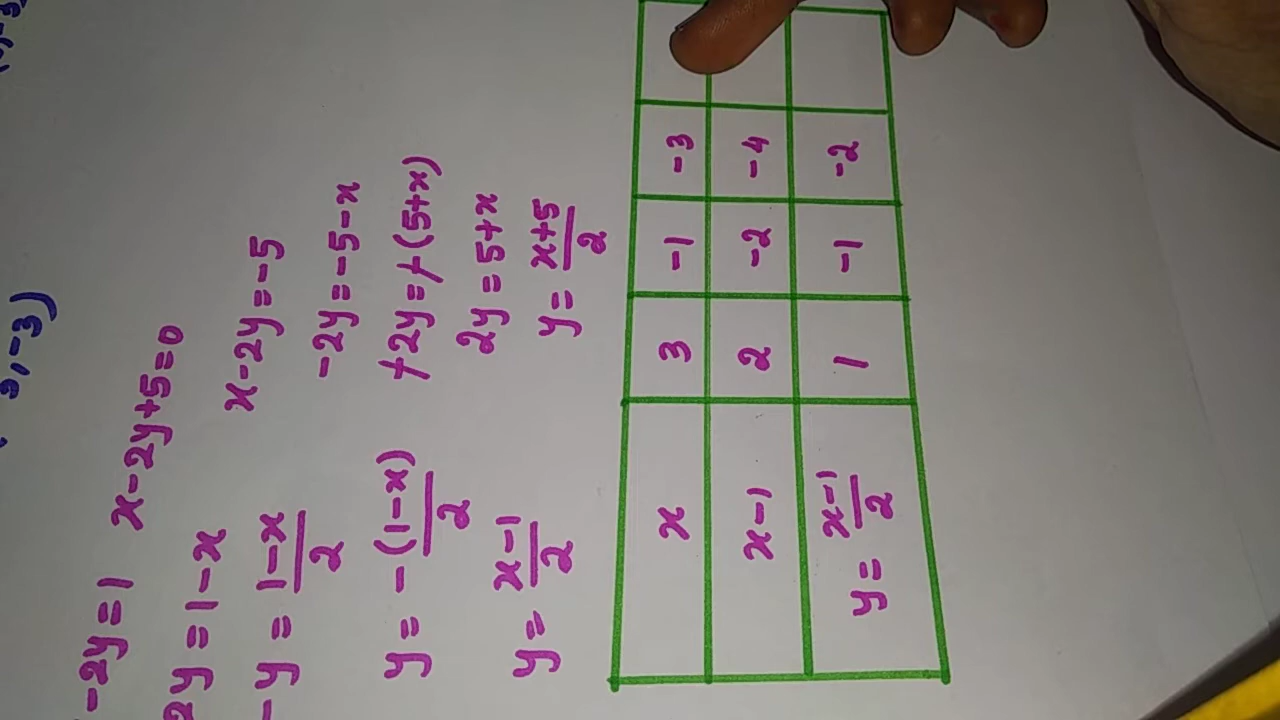 -2y=1
2y=1-x
-y = 1-x/2
y = -(1-x)/2
y = x-1/2
x-2y+5=0
x-2y=-5
-2y=-5-x
+2y=+(5+x)
2y=5+x
y= x+5/2
x 3 -1 -3
x-1 2 -2 -4
y= x-1/2 1 -1 -2
,-3)